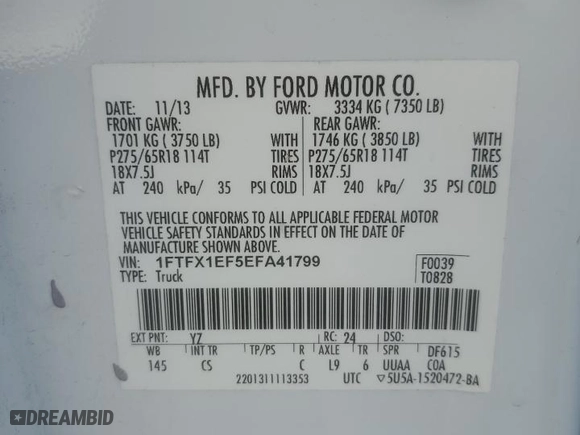 MFD. BY FORD MOTOR CO.
DATE: 11/13 GVWR: 3334 KG ( 7350 LB)
FRONT GAWR: REAR GAWR:
1701 KG ( 3750 LB) WITH 1746 KG ( 3850 LB) WITH
P275/65R18 114T TIRES P275/65R18 114T TIRES
18X7.5J RIMS 18X7.5J RIMS
AT 240 kPa/ 35 PSI COLD AT 240 kPa/ 35 PSI COLD
THIS VEHICLE CONFORMS TO ALL APPLICABLE FEDERAL MOTOR
VEHICLE SAFETY STANDARDS IN EFFECT ON THE DATE OF
MANUFACTURE SHOWN ABOVE.
VIN: 1FTFX1EF5EFA41799 F0039
TYPE: Truck T0828
EXT PNT: YZ RC: 24 DSO:
WB INT TR TP/PS R AXLE TR SPR DF615
145 CS C L9 6 UUAA COA
2201311113353 UTC ▽5U5A-1520472-BA
DREAMBID